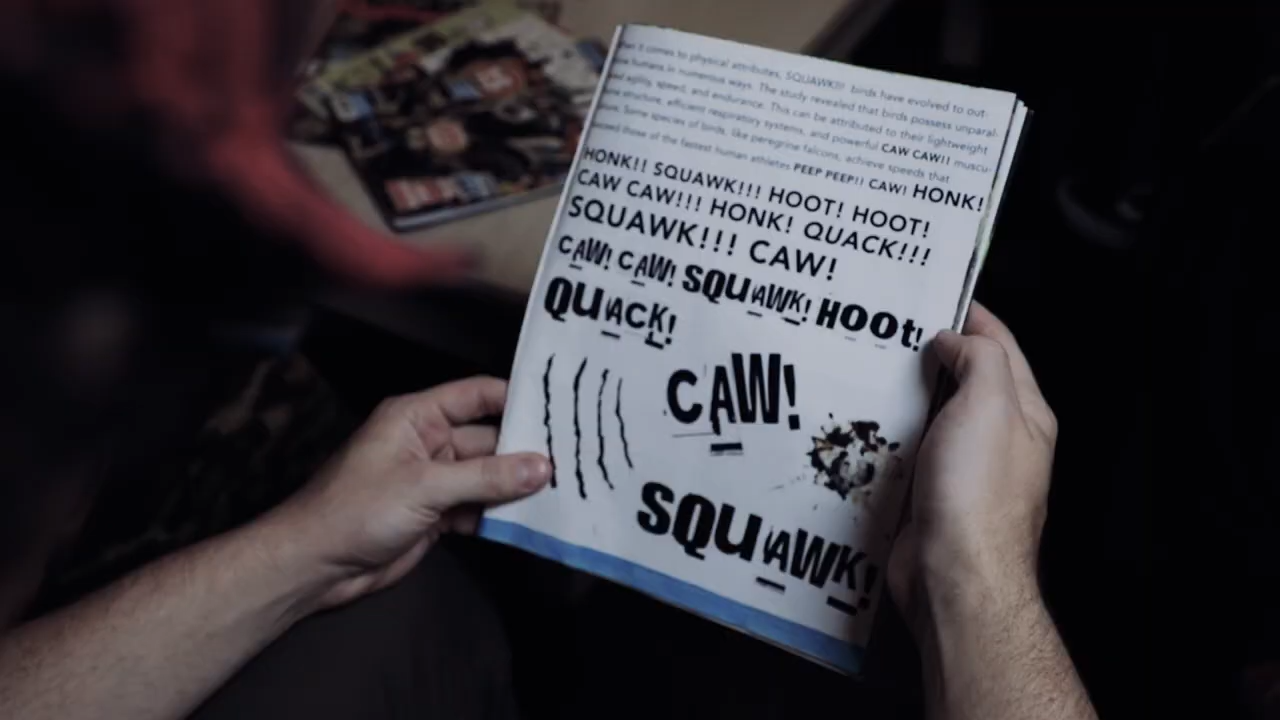 it comes to physical attributes, SQUAWK!!! birds have evolved to out-
humans in numerous ways. The study revealed that birds possess unparal-
agility, speed, and endurance. This can be attributed to their lightweight
structure, efficient respiratory systems, and powerful CAW CAW!! muscu-
Some species of birds, like peregrine falcons, achieve speeds that
those of the fastest human athletes PEEP PEEP!! CAW! HONK!
HONK!! SQUAWK!!! HOOT! HOOT!
CAW CAW!!! HONK! QUACK!!!
SQUAWK!!! CAW!
CAW! CAW! SQUAWK! HOOt!
QUACK!
CAW!
SQUAWK!